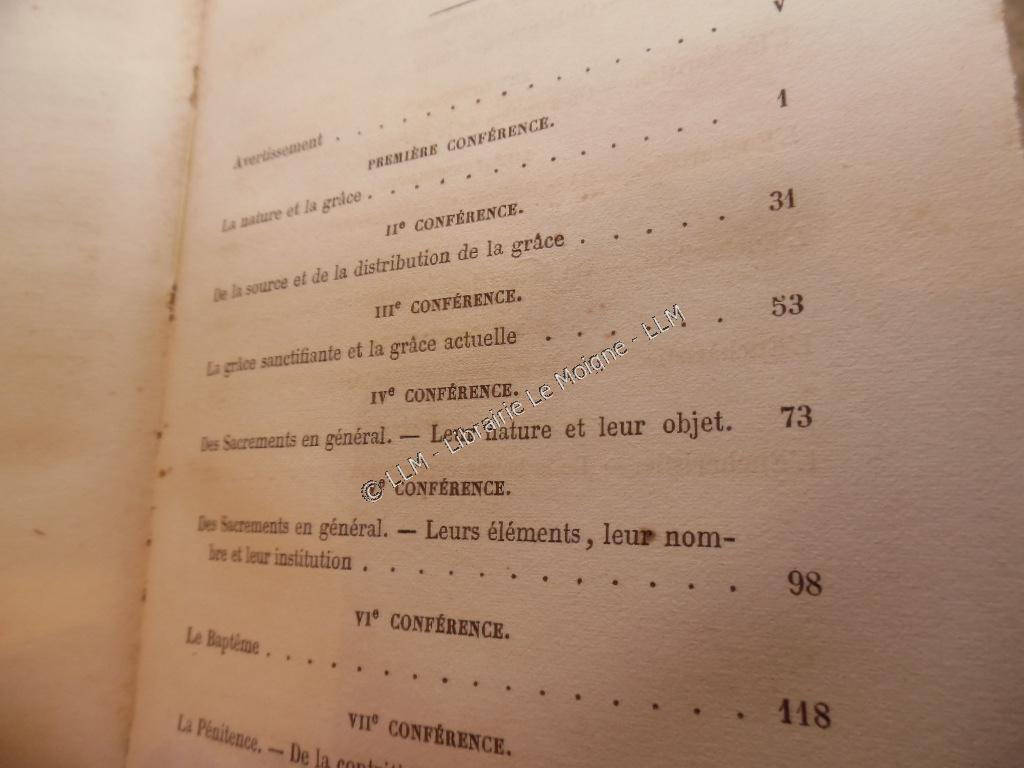 V
Avertissement . . . . . . . . . . .
PREMIÈRE CONFÉRENCE.
La nature et la grâce . . . . . . . . . . 1
IIe CONFÉRENCE.
De la source et de la distribution de la grâce . . . . . 31
IIIe CONFÉRENCE.
La grâce sanctifiante et la grâce actuelle . . . . . 53
IVe CONFÉRENCE.
Des Sacrements en général. — Leur nature et leur objet. 73
© LLM - Librairie Le Moigne - LLM
Ve CONFÉRENCE.
Des Sacrements en général. — Leurs éléments, leur nom-
bre et leur institution . . . . . . . . . . . 98
VIe CONFÉRENCE.
Le Baptême . . . . . . . . . . . . . . 118
VIIe CONFÉRENCE.
La Pénitence. — De la